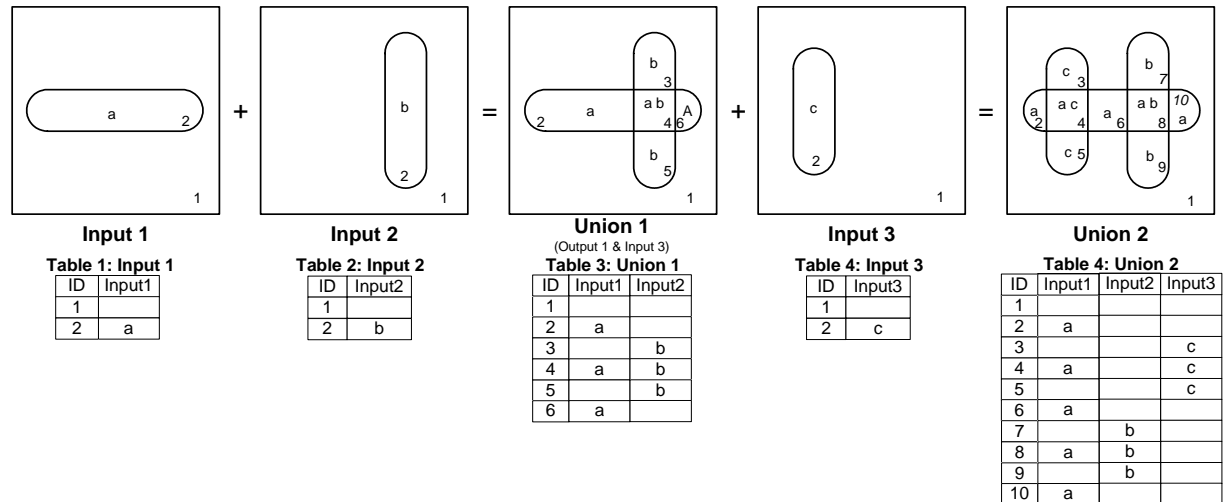 a 2 1
+
b 2 1
=
b 3
2 a a b 4 6 A
b 5
1
+
c 2 1
=
c 3 b 7
a 2 a c 4 a 6 a b 8 10 a
c 5 b 9
1
Input 1
Input 2
Union 1
(Output 1 & Input 3)
Input 3
Union 2
Table 1: Input 1
ID Input1
1
2 a
Table 2: Input 2
ID Input2
1
2 b
Table 3: Union 1
ID Input1 Input2
1
2 a
3 b
4 a b
5 b
6 a
Table 4: Input 3
ID Input3
1
2 c
Table 4: Union 2
ID Input1 Input2 Input3
1
2 a
3 c
4 a c
5 c
6 a
7 b
8 a b
9 b
10 a